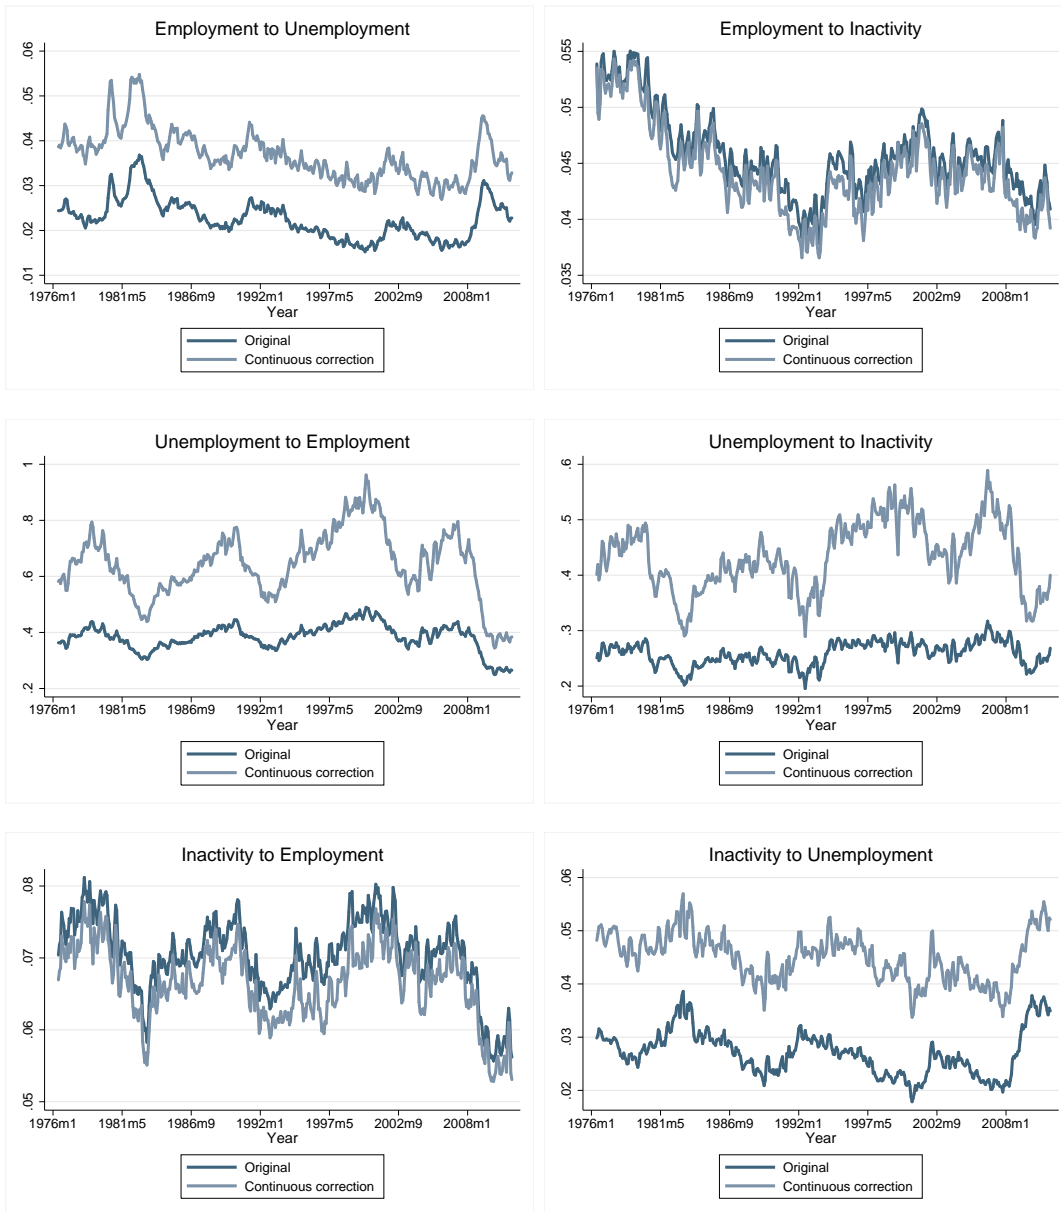 Employment to Unemployment
.06
.05
.04
.03
.02
.01
1976m1 1981m5 1986m9 1992m1 1997m5 2002m9 2008m1
Year
Original
Continuous correction
Employment to Inactivity
.055
.05
.045
.04
.035
1976m1 1981m5 1986m9 1992m1 1997m5 2002m9 2008m1
Year
Original
Continuous correction
Unemployment to Employment
1
.8
.6
.4
.2
1976m1 1981m5 1986m9 1992m1 1997m5 2002m9 2008m1
Year
Original
Continuous correction
Unemployment to Inactivity
.6
.5
.4
.3
.2
1976m1 1981m5 1986m9 1992m1 1997m5 2002m9 2008m1
Year
Original
Continuous correction
Inactivity to Employment
.08
.07
.06
.05
1976m1 1981m5 1986m9 1992m1 1997m5 2002m9 2008m1
Year
Original
Continuous correction
Inactivity to Unemployment
.06
.05
.04
.03
.02
1976m1 1981m5 1986m9 1992m1 1997m5 2002m9 2008m1
Year
Original
Continuous correction